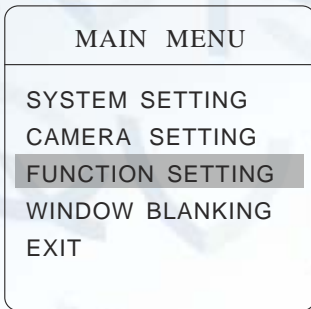 MAIN MENU
SYSTEM SETTING
CAMERA SETTING
FUNCTION SETTING
WINDOW BLANKING
EXIT